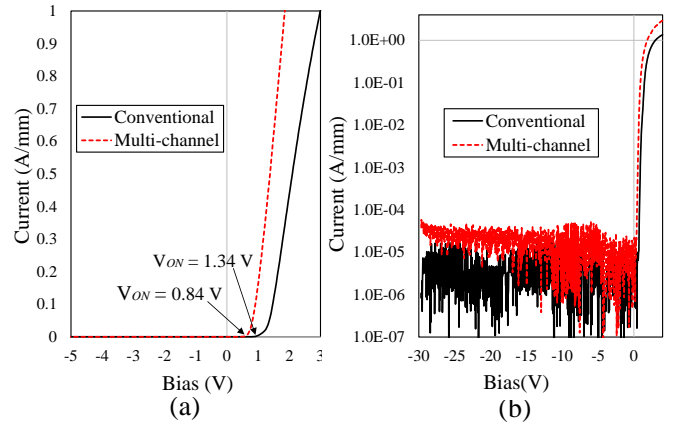 1
0.9
0.8
0.7
0.6
0.5
0.4
0.3
0.2
0.1
0
Current (A/mm)
Conventional
Multi-channel
VON = 1.34 V
VON = 0.84 V
-5 -4 -3 -2 -1 0 1 2 3
Bias (V)
(a)
1.0E+00
1.0E-01
1.0E-02
1.0E-03
1.0E-04
1.0E-05
1.0E-06
1.0E-07
Current (A/mm)
Conventional
Multi-channel
-30 -25 -20 -15 -10 -5 0
Bias(V)
(b)